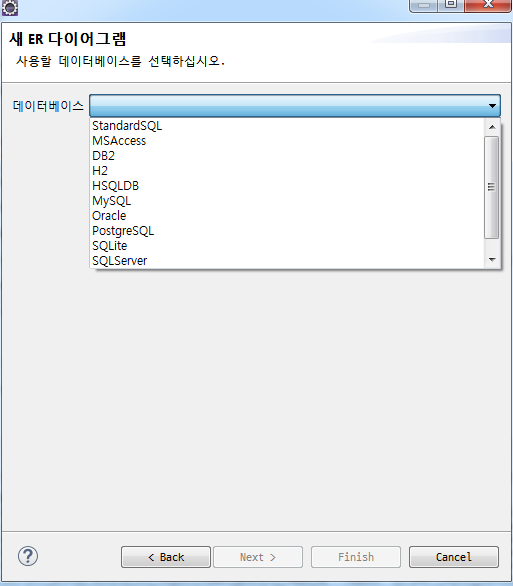 새 ER 다이어그램
사용할 데이터베이스를 선택하십시오.
데이터베이스
StandardSQL
MSAccess
DB2
H2
HSQLDB
MySQL
Oracle
PostgreSQL
SQLite
SQLServer
?
< Back
Next >
Finish
Cancel